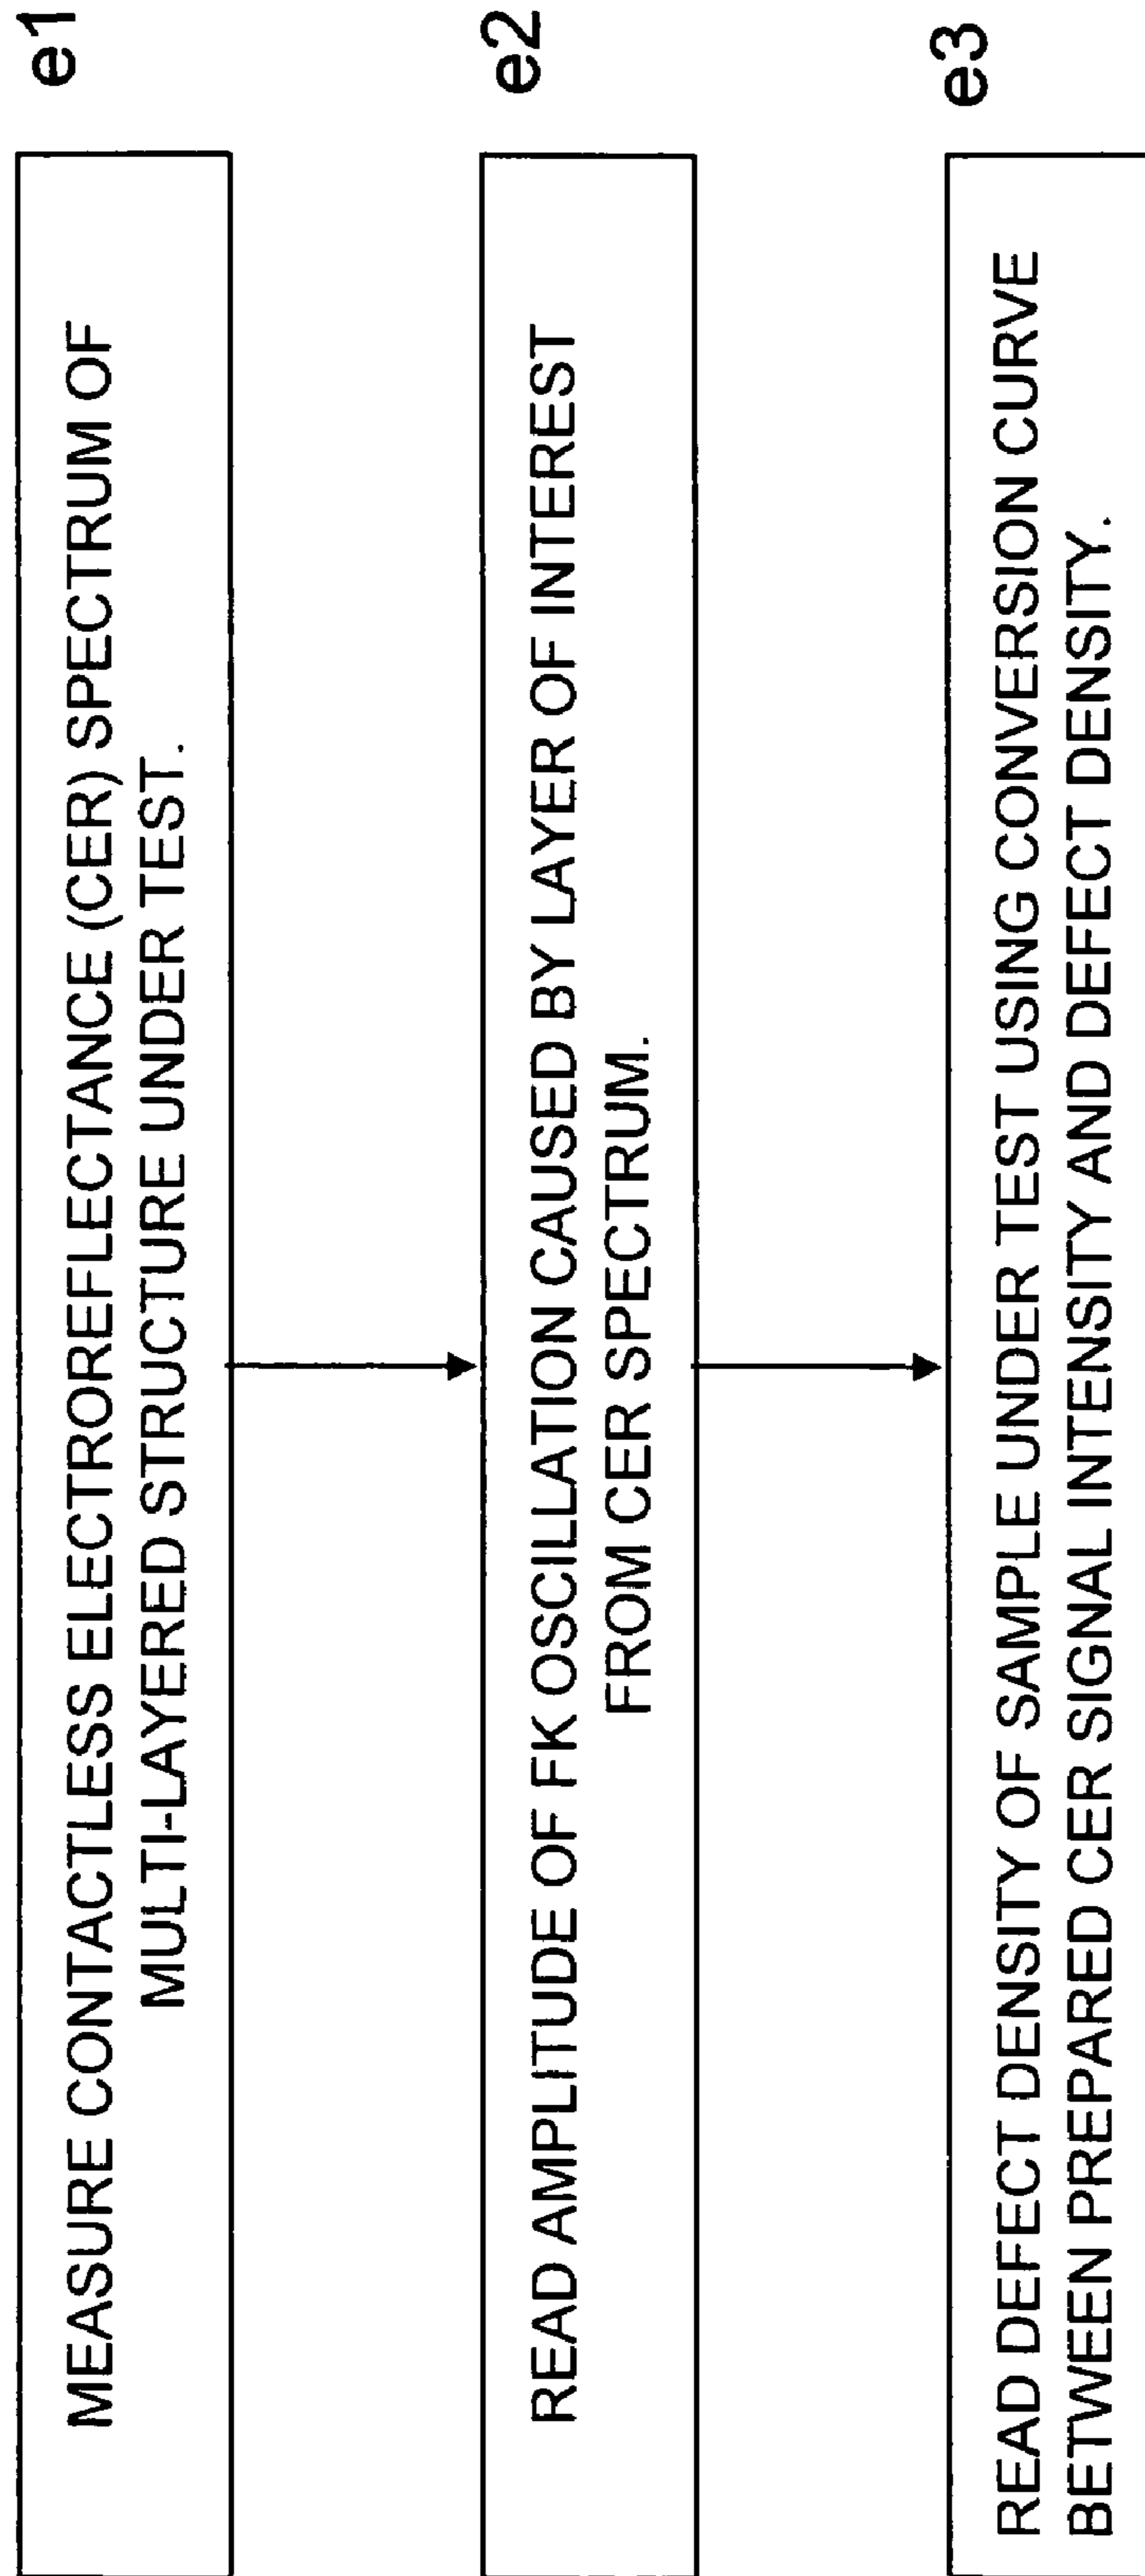 e1
MEASURE CONTACTLESS ELECTROREFLECTANCE (CER) SPECTRUM OF
MULTI-LAYERED STRUCTURE UNDER TEST.
e2
READ AMPLITUDE OF FK OSCILLATION CAUSED BY LAYER OF INTEREST
FROM CER SPECTRUM.
e3
READ DEFECT DENSITY OF SAMPLE UNDER TEST USING CONVERSION CURVE
BETWEEN PREPARED CER SIGNAL INTENSITY AND DEFECT DENSITY.